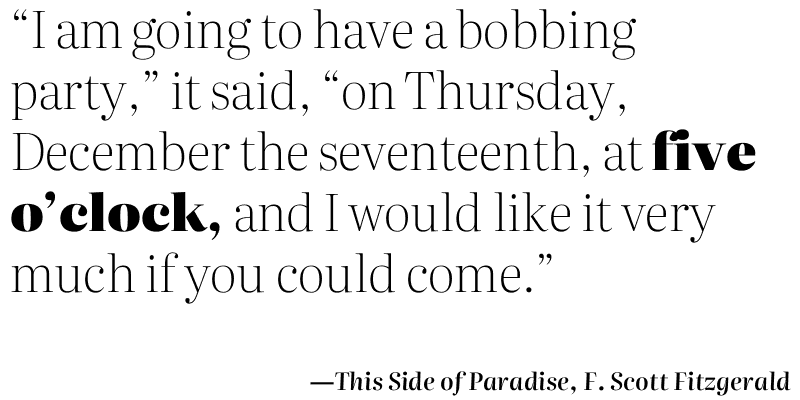 “I am going to have a bobbing
party,” it said, “on Thursday,
December the seventeenth, at five
o’clock, and I would like it very
much if you could come.”
—This Side of Paradise, F. Scott Fitzgerald